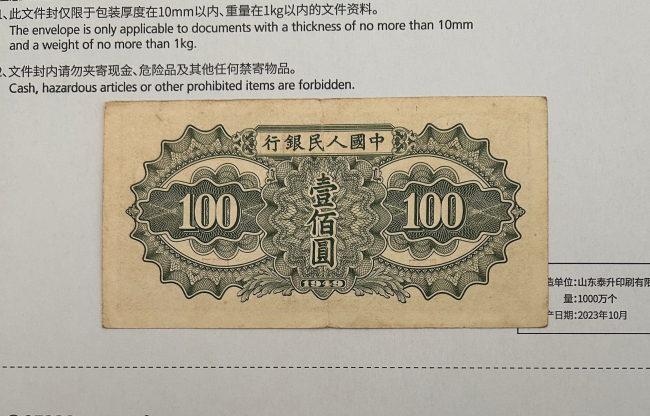 1、此文件封仅限于包装厚度在10mm以内、重量在1kg以内的文件资料。
The envelope is only applicable to documents with a thickness of no more than 10mm
and a weight of no more than 1kg.
2、文件封内请勿夹寄现金、危险品及其他任何禁寄物品。
Cash, hazardous articles or other prohibited items are forbidden.
行銀民人國中
100
壹佰圓
100
1949
造单位:山东泰升印刷有限
量:1000万个
产日期:2023年10月